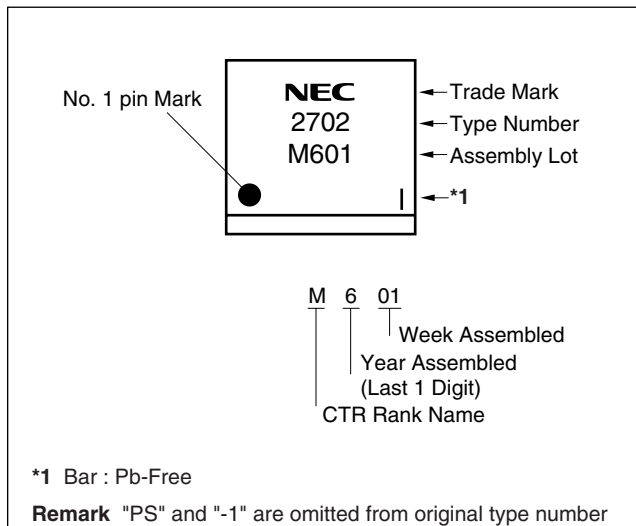 No. 1 pin Mark
NEC
2702
M601
Trade Mark
Type Number
Assembly Lot
*1
M 6 01
Week Assembled
Year Assembled
(Last 1 Digit)
CTR Rank Name
*1 Bar : Pb-Free
Remark "PS" and "-1" are omitted from original type number